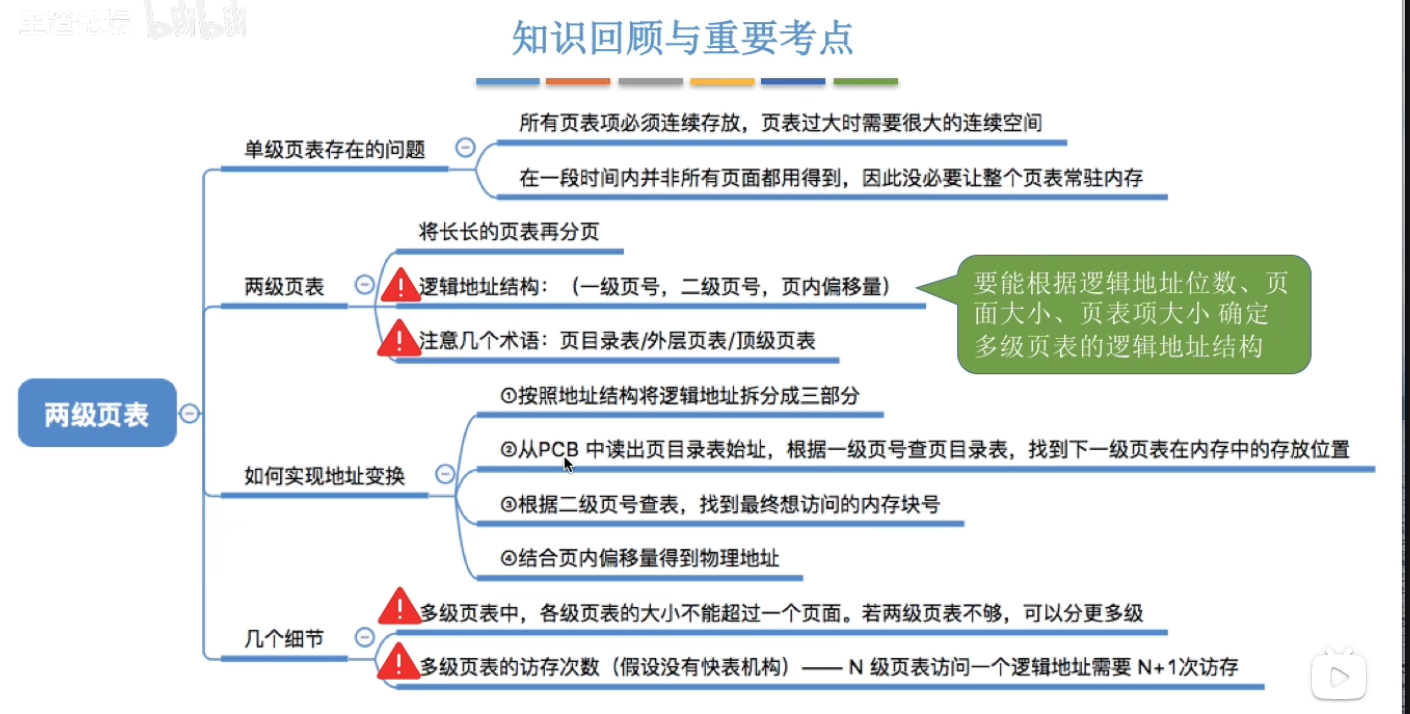 王道论坛 bilibili
知识回顾与重要考点
两级页表
单级页表存在的问题
所有页表项必须连续存放，页表过大时需要很大的连续空间
在一段时间内并非所有页面都用得到，因此没必要让整个页表常驻内存
两级页表
将长长的页表再分页
逻辑地址结构：（一级页号，二级页号，页内偏移量）
要能根据逻辑地址位数、页
面大小、页表项大小 确定
多级页表的逻辑地址结构
注意几个术语：页目录表/外层页表/顶级页表
如何实现地址变换
①按照地址结构将逻辑地址拆分成三部分
②从PCB 中读出页目录表始址，根据一级页号查页目录表，找到下一级页表在内存中的存放位置
③根据二级页号查表，找到最终想访问的内存块号
④结合页内偏移量得到物理地址
几个细节
多级页表中，各级页表的大小不能超过一个页面。若两级页表不够，可以分更多级
多级页表的访存次数（假设没有快表机构）—— N 级页表访问一个逻辑地址需要 N+1次访存